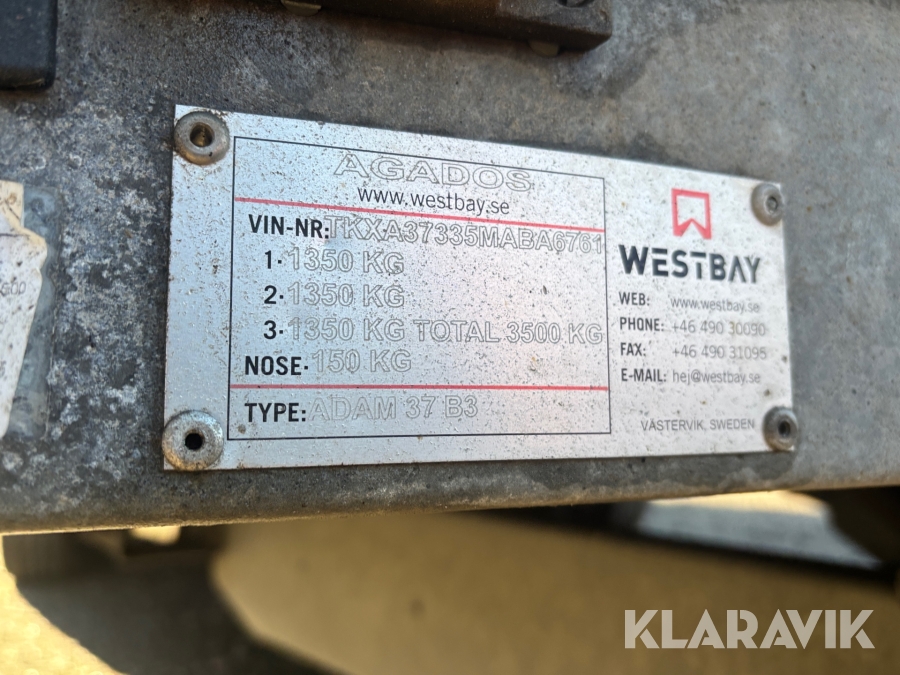 AGADOS
www.westbay.se
VIN-NR: TKXA37335MABA6761
1. 1350 KG
2. 1350 KG
3. 1350 KG TOTAL 3500 KG
NOSE. 150 KG
TYPE: ADAM 37 B3
WESTBAY
WEB: www.westbay.se
PHONE: +46 490 30090
FAX: +46 490 31095
E-MAIL: hej@westbay.se
VÄSTERVIK, SWEDEN
GOD
KLARAVIK